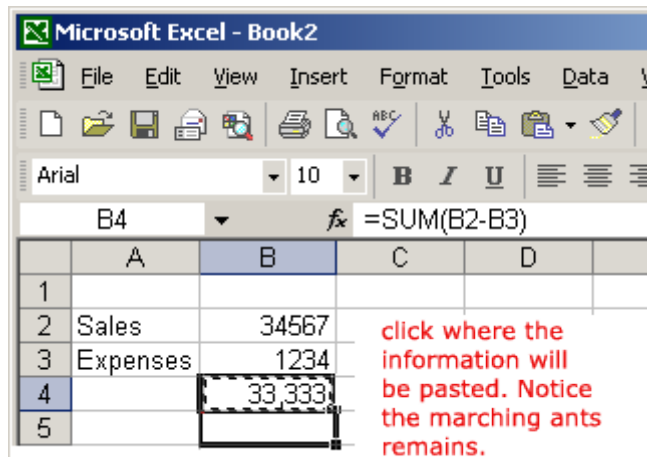 Microsoft Excel - Book2
File Edit View Insert Format Tools Data
ABC
Arial 10 B I U
B4 fx =SUM(B2-B3)
A B C D
1
2 Sales 34567
3 Expenses 1234
4 33,333
5
click where the
information will
be pasted. Notice
the marching ants
remains.